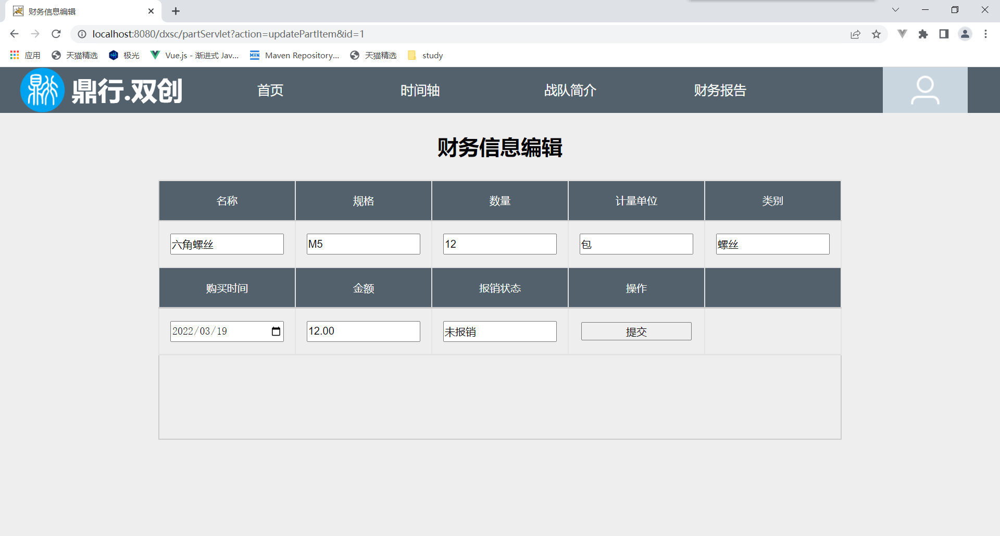 财务信息编辑
localhost:8080/dxsc/partServlet?action=updatePartItem&id=1
应用 天猫精选 极光 Vue.js - 渐进式 Jav... MVN Maven Repository... 天猫精选 study
鼎行.双创 首页 时间轴 战队简介 财务报告
财务信息编辑
名称 规格 数量 计量单位 类别
六角螺丝 M5 12 包 螺丝
购买时间 金额 报销状态 操作
2022/03/19 12.00 未报销 提交